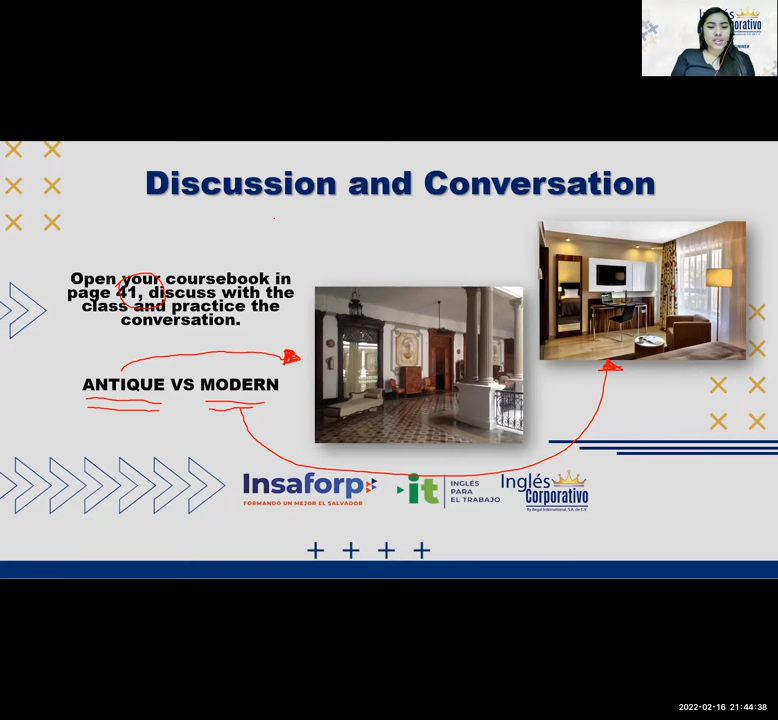 Discussion and Conversation
Open your coursebook in
page 41, discuss with the
class and practice the
conversation.
ANTIQUE VS MODERN
Insaforp
FORMANDO UN MEJOR EL SALVADOR
it
INGLÉS
PARA
EL TRABAJO
Inglés
Corporativo
By Regal International, S.A. de C.V.
2022-02-16 21:44:38